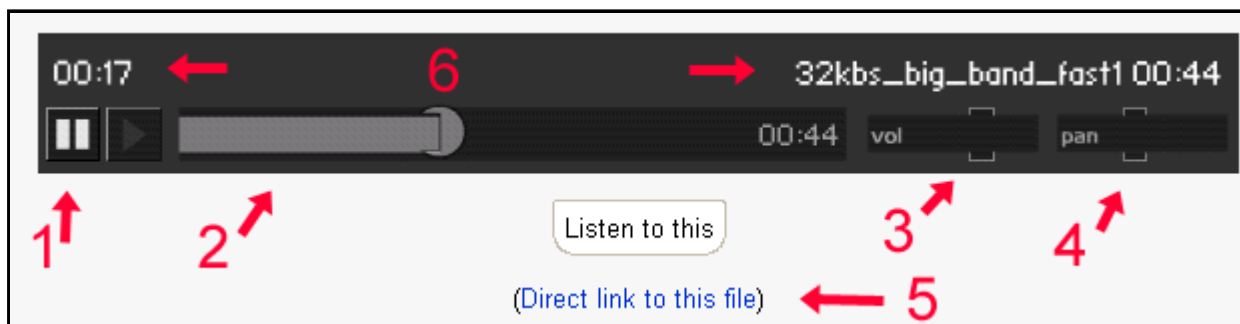 00:17 6 32kbs_big_band_fast1 00:44
00:44 vol pan
1 2 3 4
Listen to this
(Direct link to this file) 5